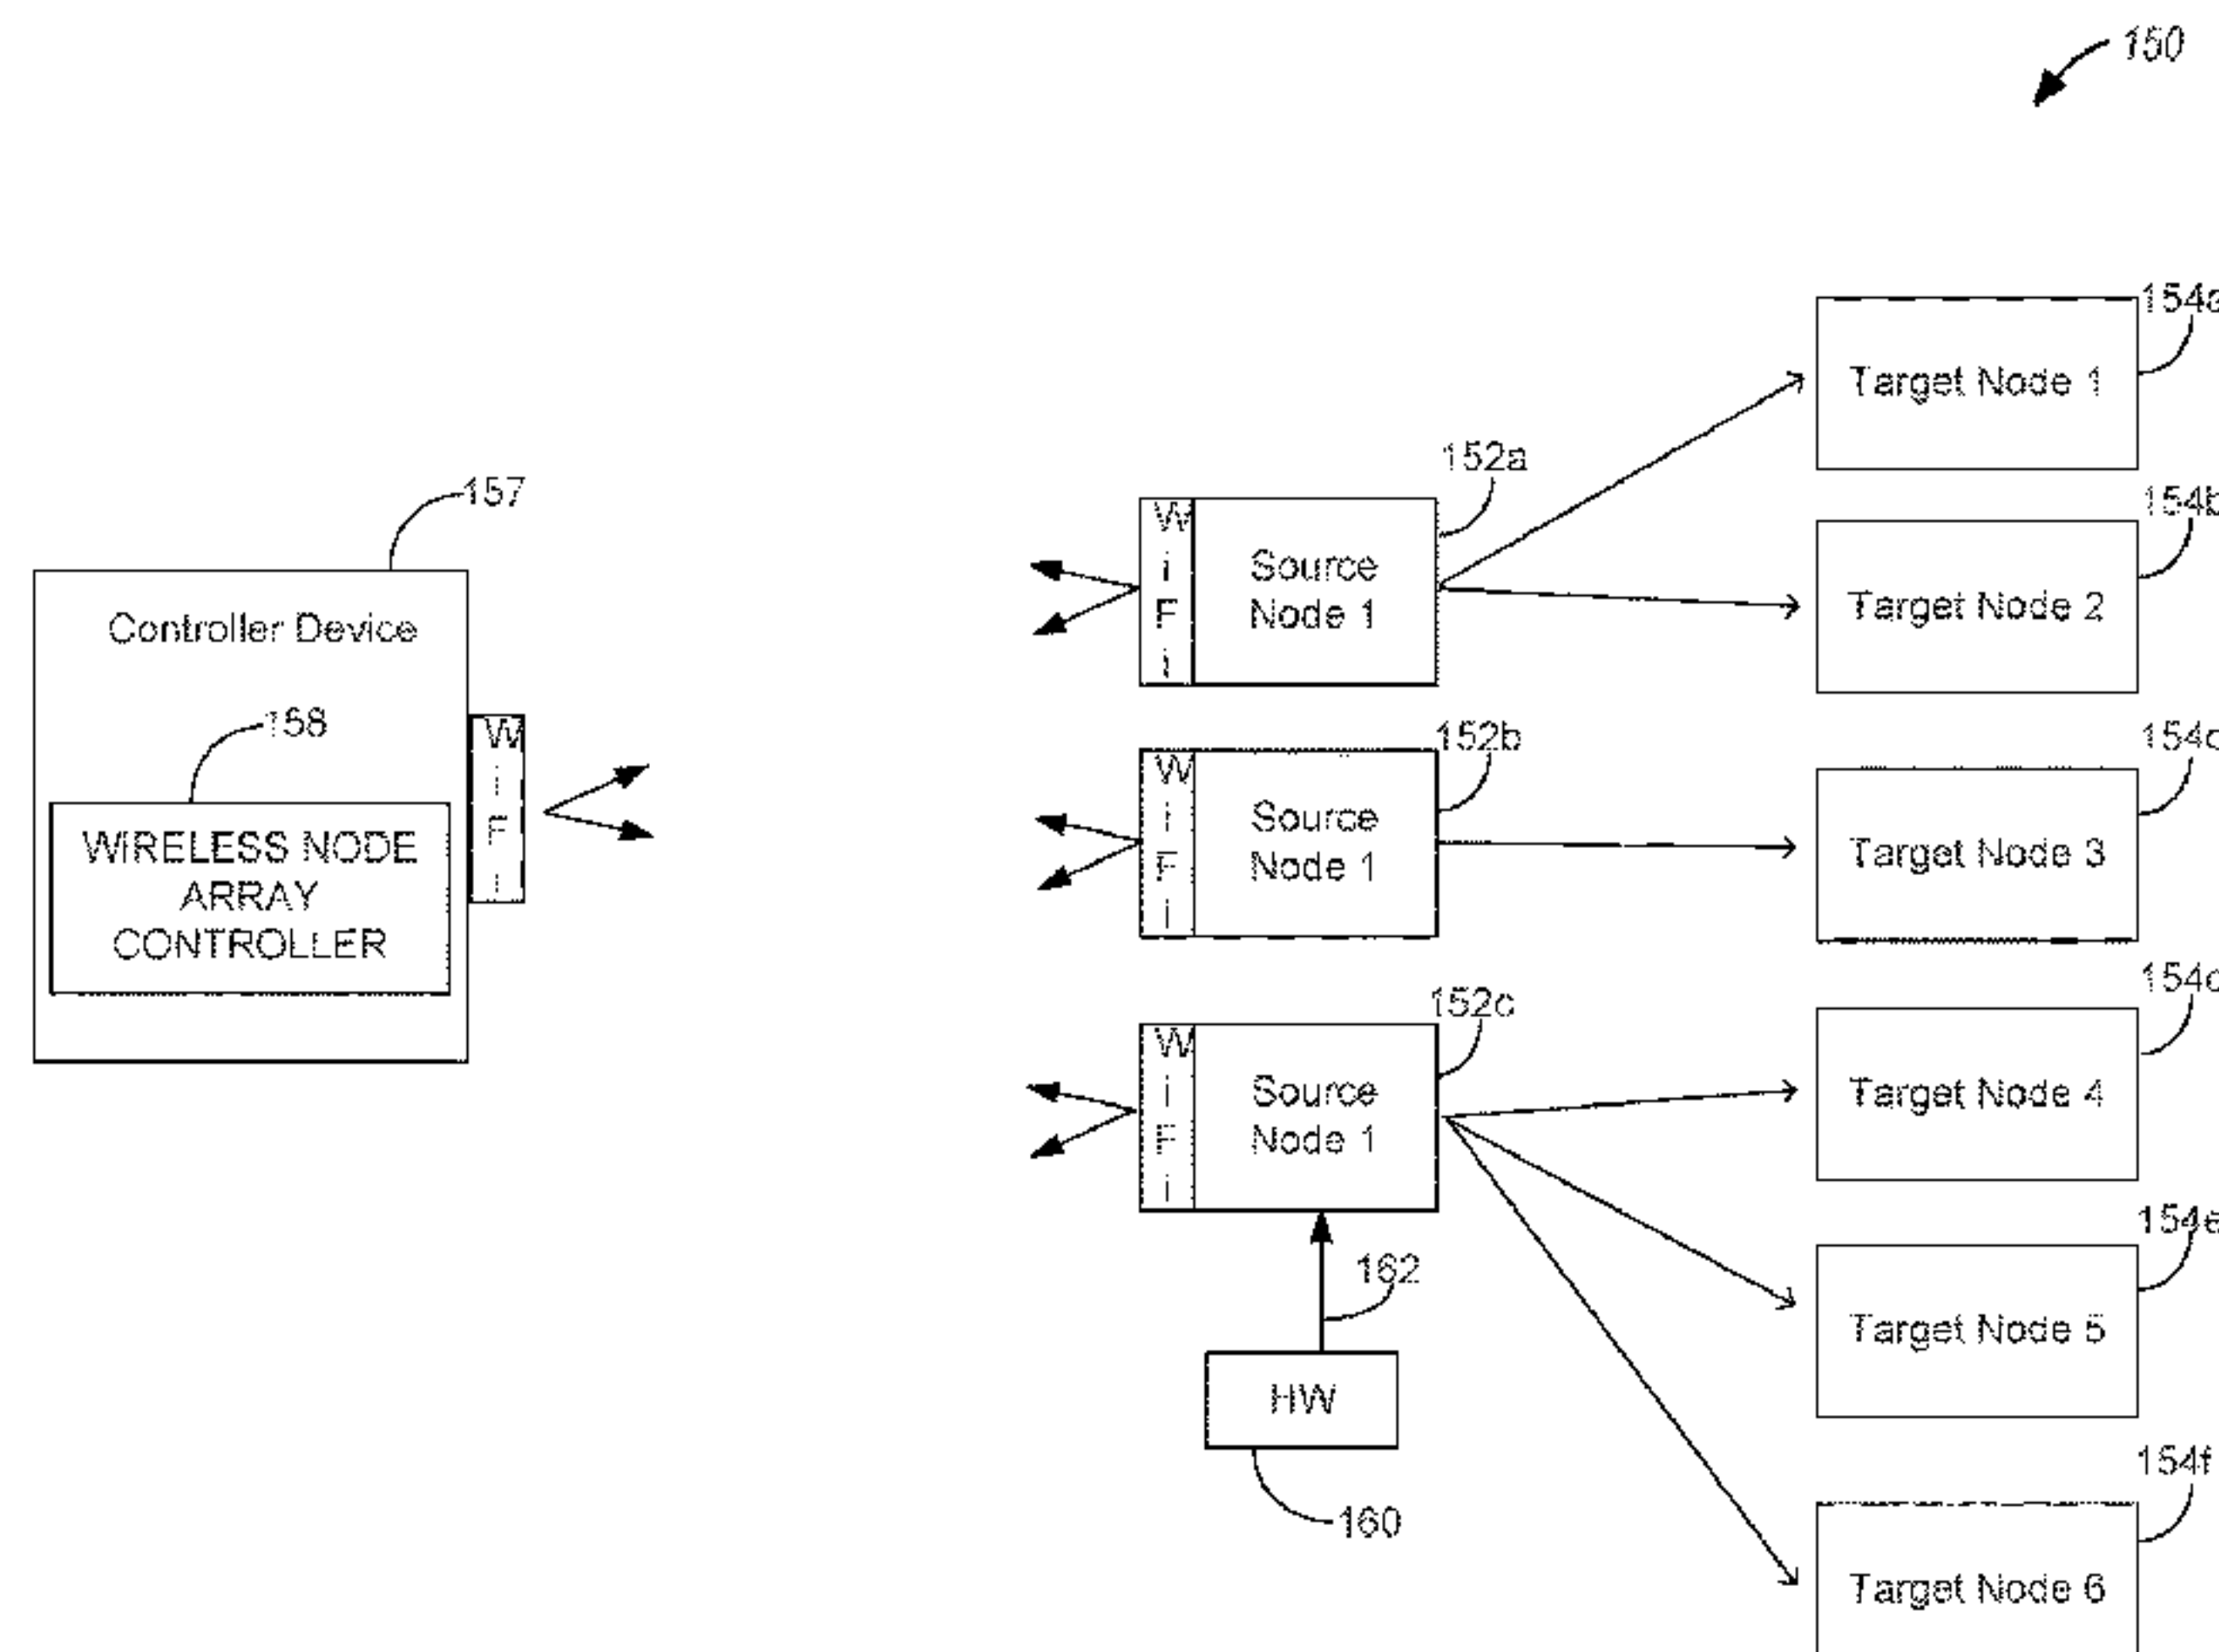 150
154a
Target Node 1
152a
154b
W
i
F
i
Source
Node 1
Target Node 2
157
Controller Device
158
WIRELESS NODE
ARRAY
CONTROLLER
W
i
F
i
152b
W
i
F
i
Source
Node 1
154c
Target Node 3
152c
W
i
F
i
Source
Node 1
154d
Target Node 4
162
HW
160
154e
Target Node 5
154f
Target Node 6